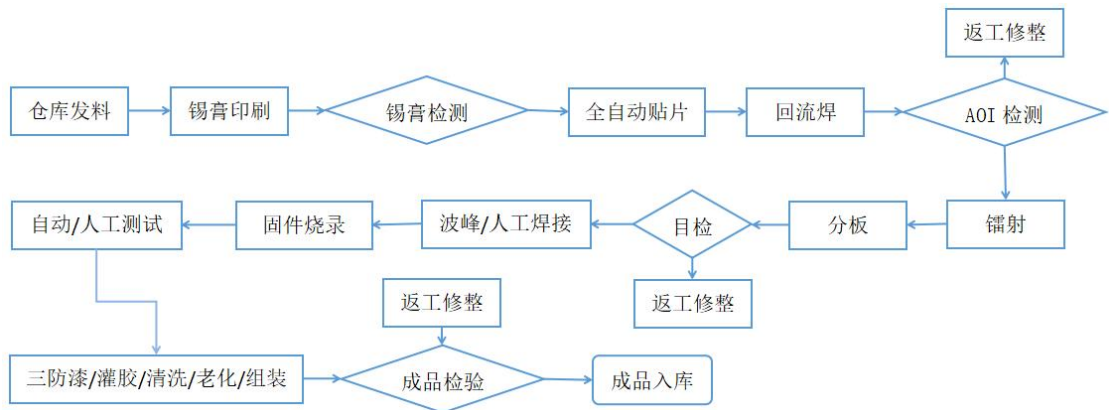 返工修整
仓库发料
锡膏印刷
锡膏检测
全自动贴片
回流焊
AOI 检测
自动/人工测试
固件烧录
波峰/人工焊接
目检
分板
镭射
返工修整
返工修整
三防漆/灌胶/清洗/老化/组装
成品检验
成品入库